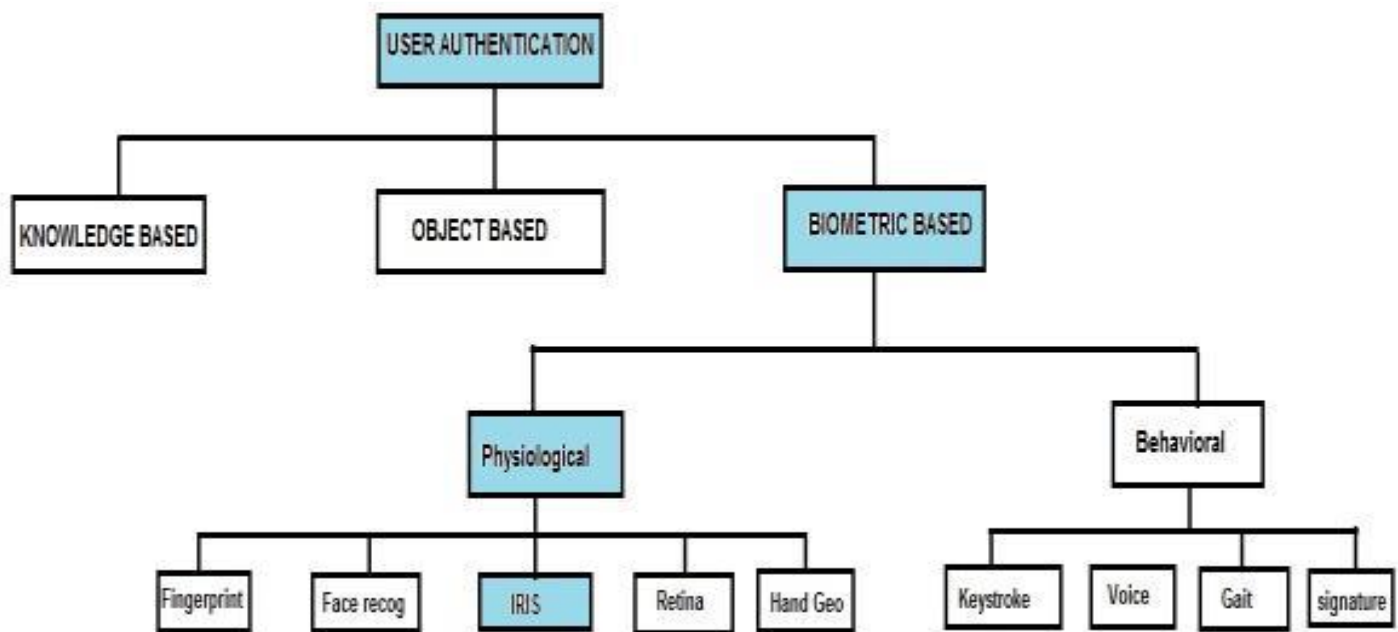 USER AUTHENTICATION
KNOWLEDGE BASED
OBJECT BASED
BIOMETRIC BASED
Physiological
Behavioral
Fingerprint
Face recog
IRIS
Retina
Hand Geo
Keystroke
Voice
Gait
signature